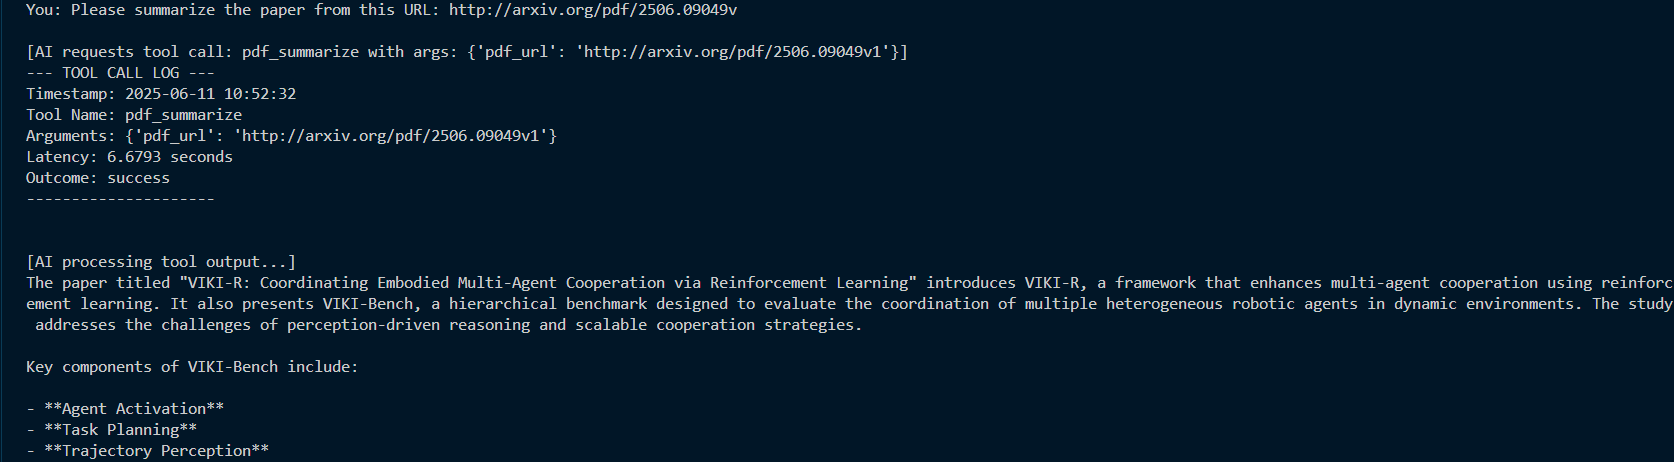 You: Please summarize the paper from this URL: http://arxiv.org/pdf/2506.09049v
[AI requests tool call: pdf_summarize with args: {'pdf_url': 'http://arxiv.org/pdf/2506.09049v1'}]
--- TOOL CALL LOG ---
Timestamp: 2025-06-11 10:52:32
Tool Name: pdf_summarize
Arguments: {'pdf_url': 'http://arxiv.org/pdf/2506.09049v1'}
Latency: 6.6793 seconds
Outcome: success
---------------------
[AI processing tool output...]
The paper titled "VIKI-R: Coordinating Embodied Multi-Agent Cooperation via Reinforcement Learning" introduces VIKI-R, a framework that enhances multi-agent cooperation using reinforc
ement learning. It also presents VIKI-Bench, a hierarchical benchmark designed to evaluate the coordination of multiple heterogeneous robotic agents in dynamic environments. The study
addresses the challenges of perception-driven reasoning and scalable cooperation strategies.
Key components of VIKI-Bench include:
- **Agent Activation**
- **Task Planning**
- **Trajectory Perception**